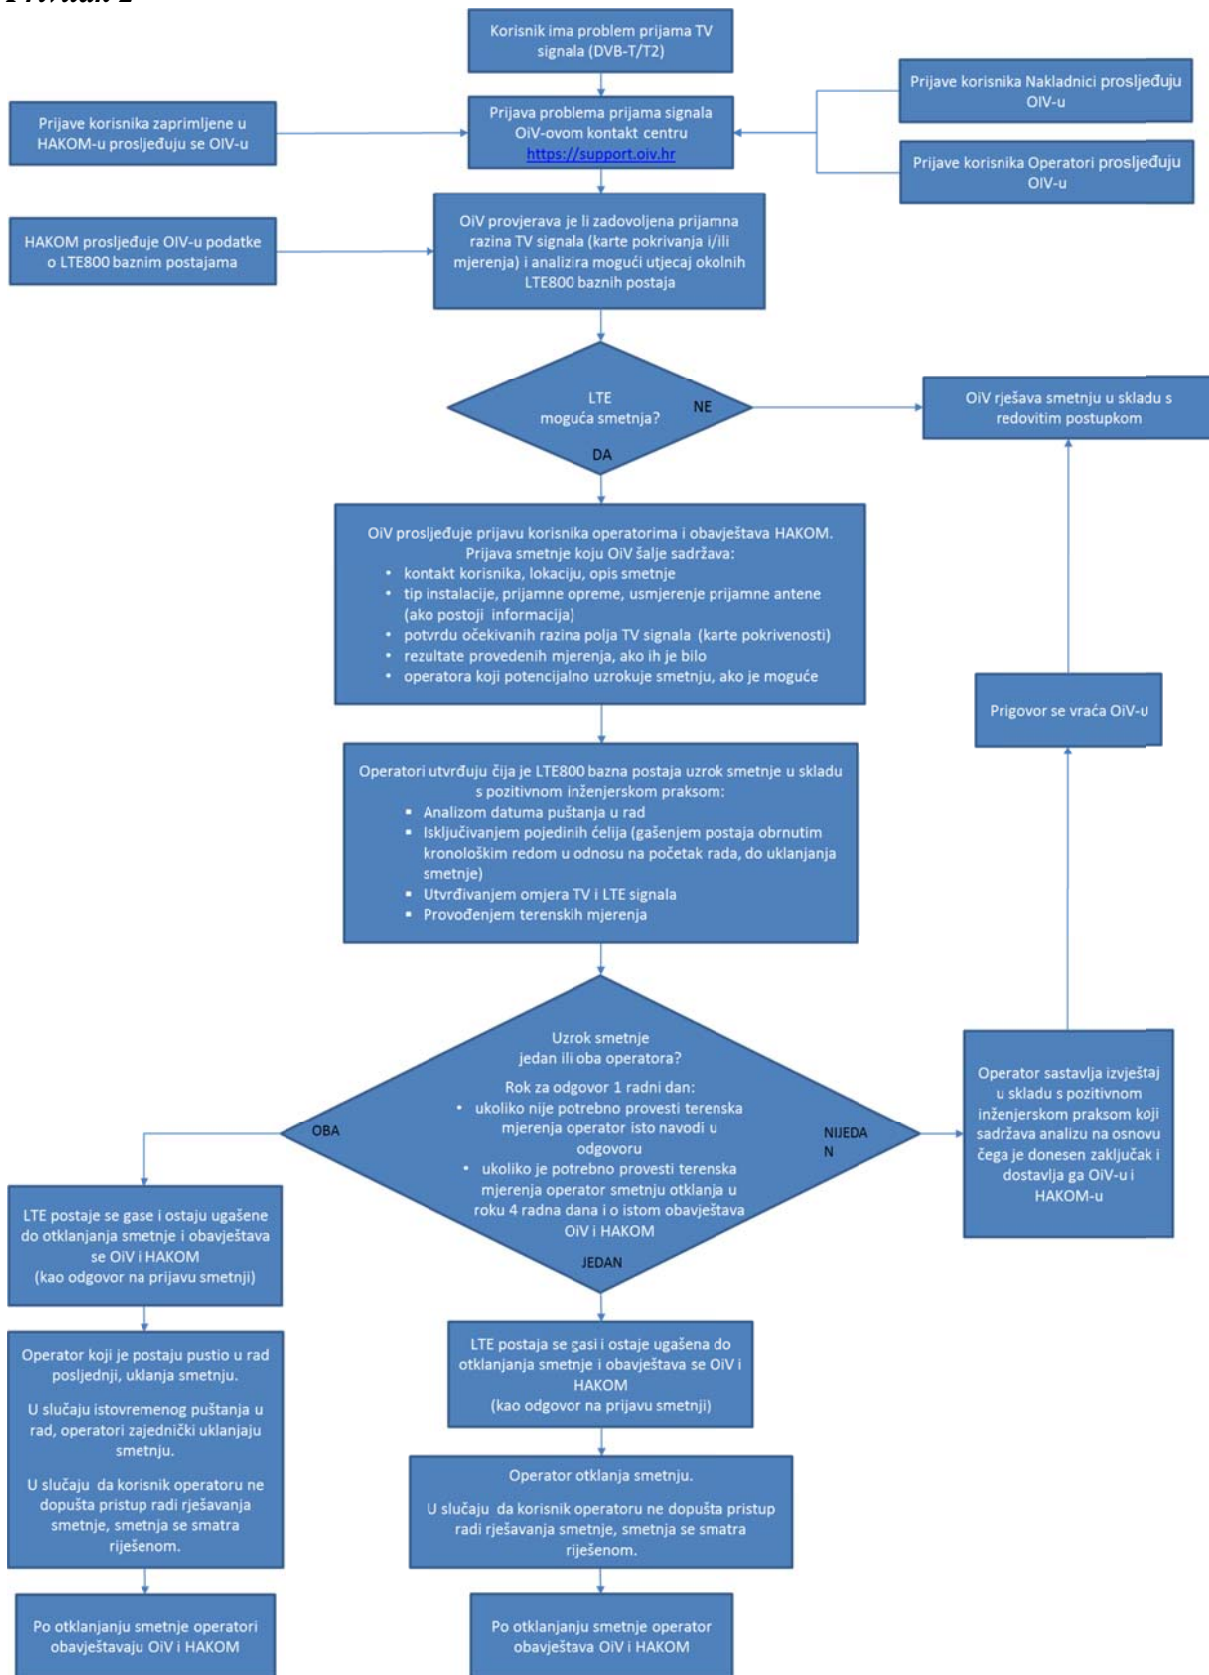 Korisnik ima problem prijama TV
signala (DVB-T/T2)
Prijave korisnika Nakladnici prosljeđuju
OIV-u
Prijava problema prijama signala
OiV-ovom kontakt centru
https://support.oiv.hr
Prijave korisnika zaprimljene u
HAKOM-u prosljeđuju se OIV-u
Prijave korisnika Operatori prosljeđuju
OIV-u
OiV provjerava je li zadovoljena prijamna
razina TV signala (karte pokrivanja i/ili
mjerenja) i analizira mogući utjecaj okolnih
LTE800 baznih postaja
HAKOM prosljeđuje OIV-u podatke
o LTE800 baznim postajama
LTE
moguća smetnja?
NE
DA
OiV rješava smetnju u skladu s
redovitim postupkom
OiV prosljeđuje prijavu korisnika operatorima i obavještava HAKOM.
Prijava smetnje koju OiV šalje sadržava:
• kontakt korisnika, lokaciju, opis smetnje
• tip instalacije, prijamne opreme, usmjerenje prijamne antene
(ako postoji informacija)
• potvrdu očekivanih razina polja TV signala (karte pokrivenosti)
• rezultate provedenih mjerenja, ako ih je bilo
• operatora koji potencijalno uzrokuje smetnju, ako je moguće
Prigovor se vraća OiV-u
Operatori utvrđuju čija je LTE800 bazna postaja uzrok smetnje u skladu
s pozitivnom inženjerskom praksom:
▪ Analizom datuma puštanja u rad
▪ Isključivanjem pojedinih ćelija (gašenjem postaja obrnutim
kronološkim redom u odnosu na početak rada, do uklanjanja
smetnje)
▪ Utvrđivanjem omjera TV i LTE signala
▪ Provođenjem terenskih mjerenja
Uzrok smetnje
jedan ili oba operatora?
Rok za odgovor 1 radni dan:
• ukoliko nije potrebno provesti terenska
mjerenja operator isto navodi u
odgovoru
• ukoliko je potrebno provesti terenska
mjerenja operator smetnju otklanja u
roku 4 radna dana i o istom obavještava
OiV i HAKOM
OBA
NIJEDA
N
JEDAN
Operator sastavlja izvještaj
u skladu s pozitivnom
inženjerskom praksom koji
sadržava analizu na osnovu
čega je donesen zaključak i
dostavlja ga OiV-u i
HAKOM-u
LTE postaje se gase i ostaju ugašene
do otklanjanja smetnje i obavještava
se OiV i HAKOM
(kao odgovor na prijavu smetnji)
Operator koji je postaju pustio u rad
posljednji, uklanja smetnju.
U slučaju istovremenog puštanja u
rad, operatori zajednički uklanjaju
smetnju.
U slučaju da korisnik operatoru ne
dopušta pristup radi rješavanja
smetnje, smetnja se smatra
riješenom.
Po otklanjanju smetnje operatori
obavještavaju OiV i HAKOM
LTE postaja se gasi i ostaje ugašena do
otklanjanja smetnje i obavještava se OiV i
HAKOM
(kao odgovor na prijavu smetnji)
Operator otklanja smetnju.
U slučaju da korisnik operatoru ne dopušta pristup
radi rješavanja smetnje, smetnja se smatra
riješenom.
Po otklanjanju smetnje operator
obavještava OiV i HAKOM